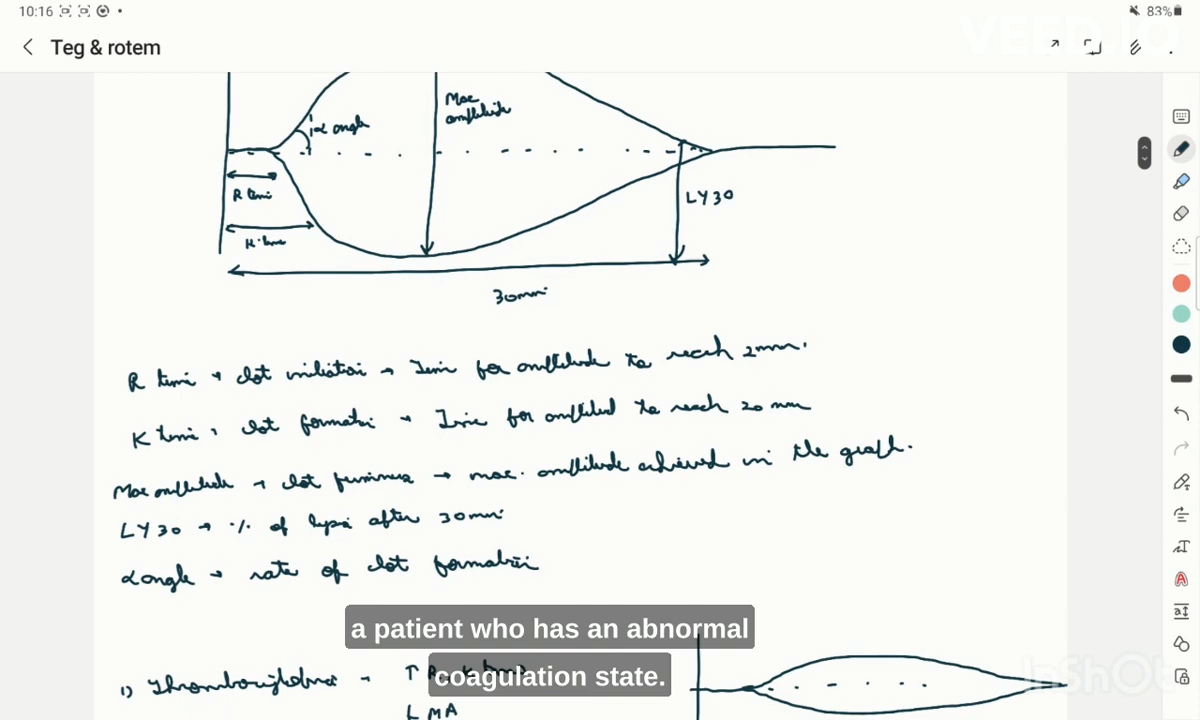 10:16
83%
VEED.IO
Teg & rotem
Max
amplitude
α angle
R time
K time
LY30
30min
R time → clot initiation → Time for amplitude to reach 2mm.
K time → clot formation → Time for amplitude to reach 20 mm
Max amplitude → clot firmness → max. amplitude achieved in the graph.
LY30 → % of lysis after 30min
α angle → rate of clot formation
a patient who has an abnormal
1) →
coagulation state.
↓ MA
InShot